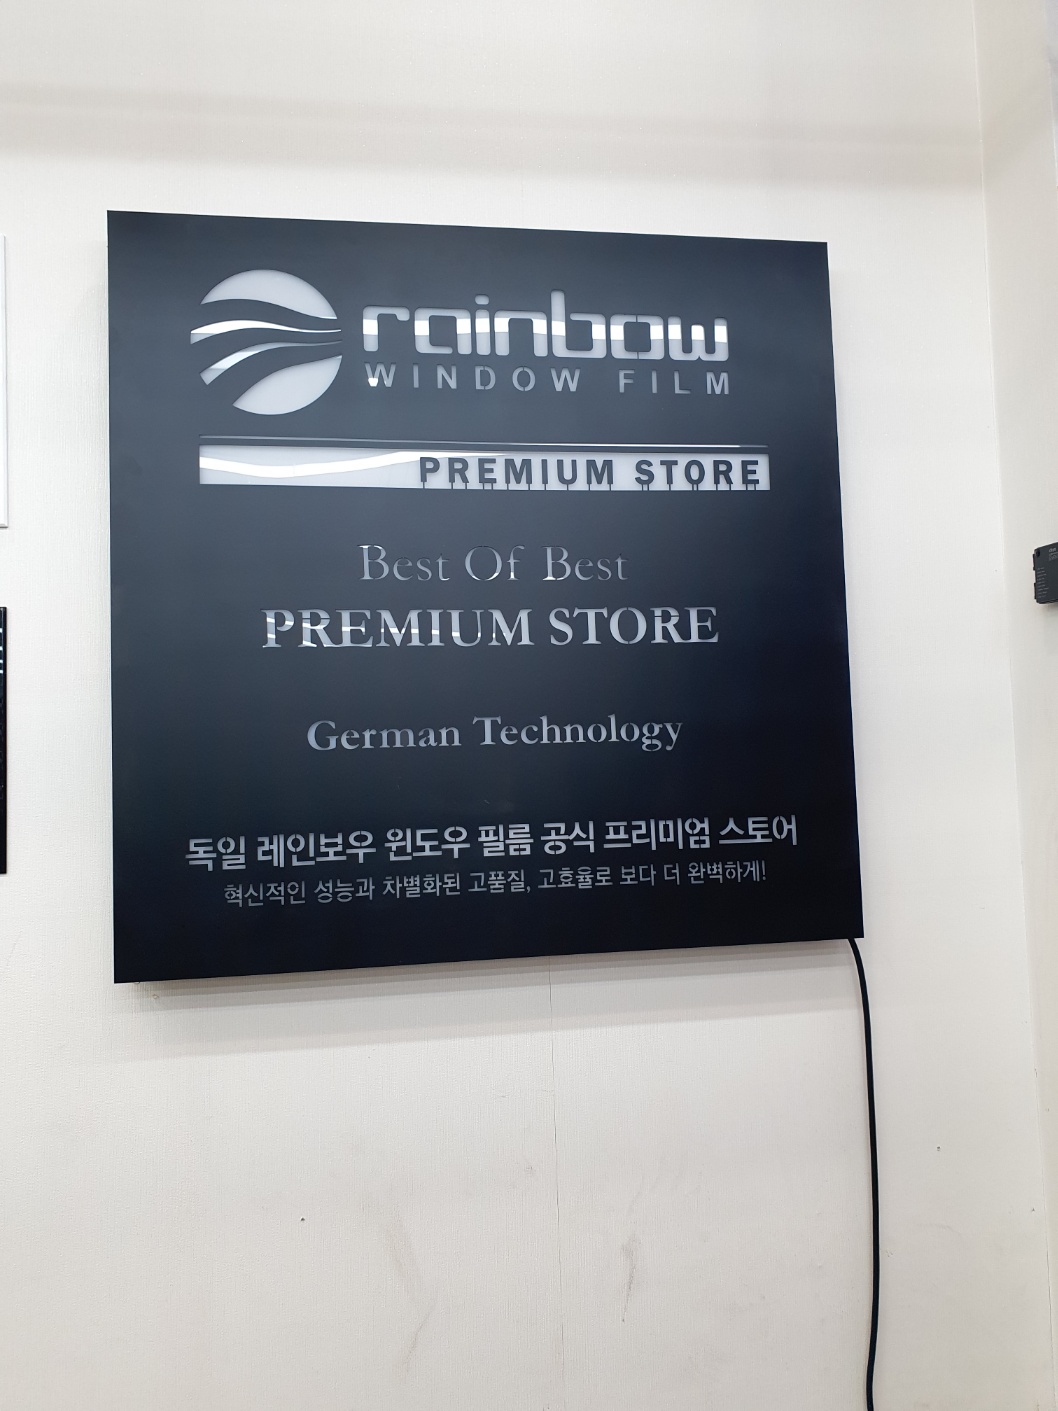 rainbow
WINDOW FILM
PREMIUM STORE
Best Of Best
PREMIUM STORE
German Technology
독일 레인보우 윈도우 필름 공식 프리미엄 스토어
혁신적인 성능과 차별화된 고품질, 고효율로 보다 더 완벽하게!